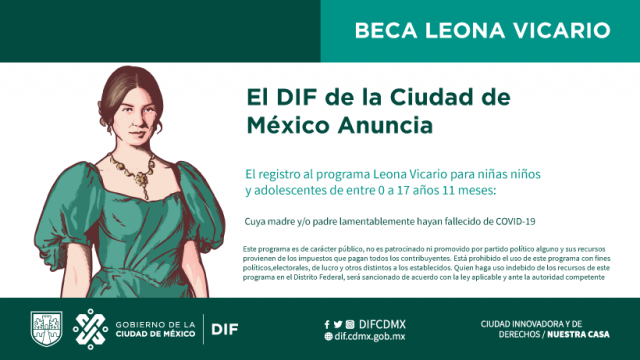 BECA LEONA VICARIO
El DIF de la Ciudad de
México Anuncia
El registro al programa Leona Vicario para niñas niños
y adolescentes de entre 0 a 17 años 11 meses:
Cuya madre y/o padre lamentablemente hayan fallecido de COVID-19
Este programa es de carácter público, no es patrocinado ni promovido por partido político alguno y sus recursos
provienen de los impuestos que pagan todos los contribuyentes. Está prohibido el uso de este programa con fines
políticos,electorales, de lucro y otros distintos a los establecidos. Quien haga uso indebido de los recursos de este
programa en el Distrito Federal, será sancionado de acuerdo con la ley aplicable y ante la autoridad competente
GOBIERNO DE LA
CIUDAD DE MÉXICO
DIF
DIFCDMX
dif.cdmx.gob.mx
CIUDAD INNOVADORA Y DE
DERECHOS / NUESTRA CASA